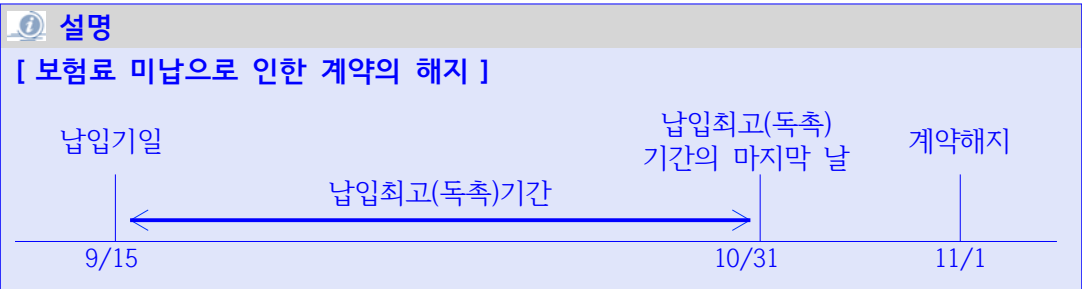 설명
[ 보험료 미납으로 인한 계약의 해지 ]
납입기일
납입최고(독촉)
기간의 마지막 날
계약해지
납입최고(독촉)기간
9/15
10/31
11/1